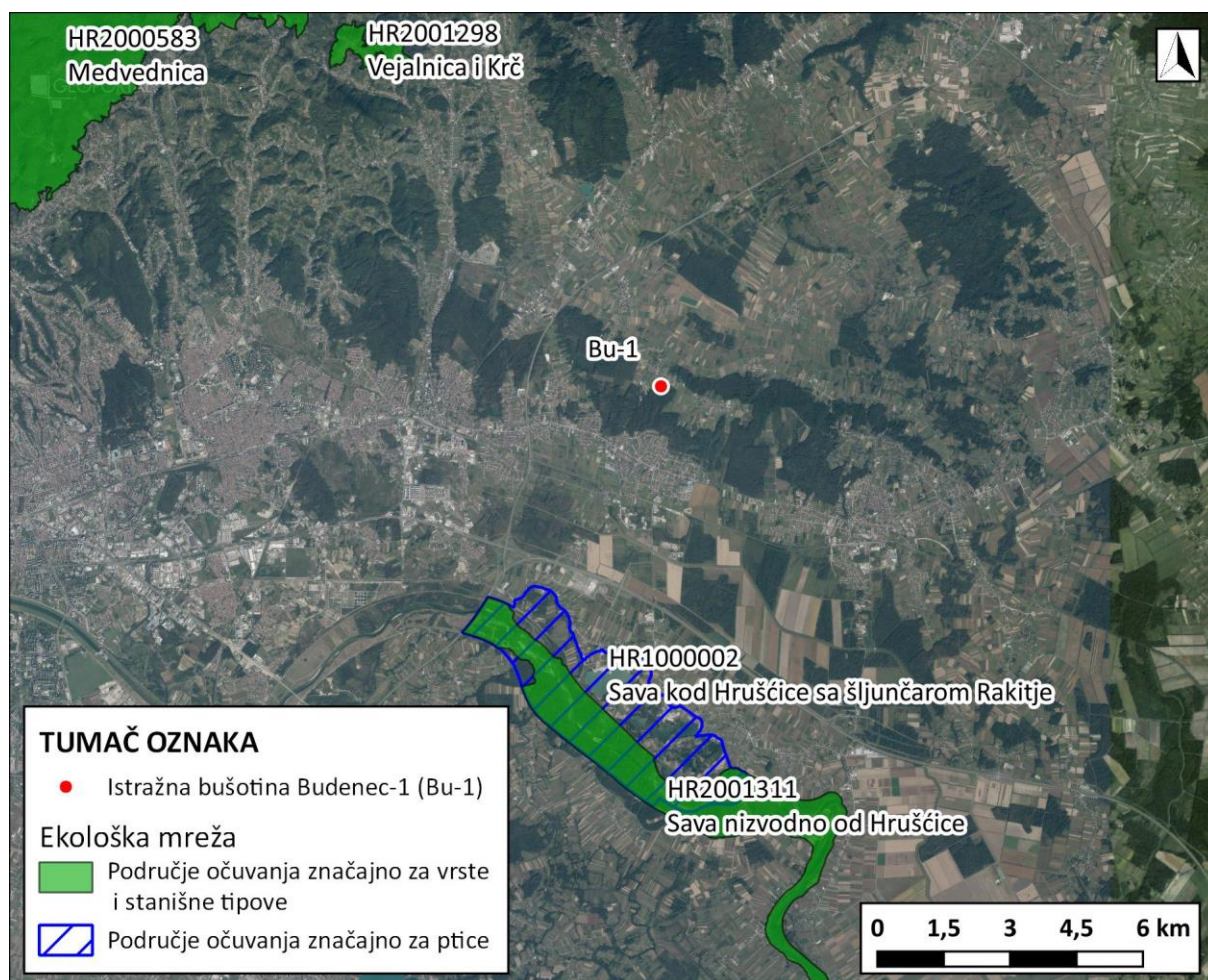 HR2000583
Medvednica
HR2001298
Vejalnica i Krč
Bu-1
HR1000002
Sava kod Hrušćice sa šljunčarom Rakitje
HR2001311
Sava nizvodno od Hrušćice
TUMAČ OZNAKA
Istražna bušotina Budenec-1 (Bu-1)
Ekološka mreža
Područje očuvanja značajno za vrste
i stanišne tipove
Područje očuvanja značajno za ptice
0 1,5 3 4,5 6 km